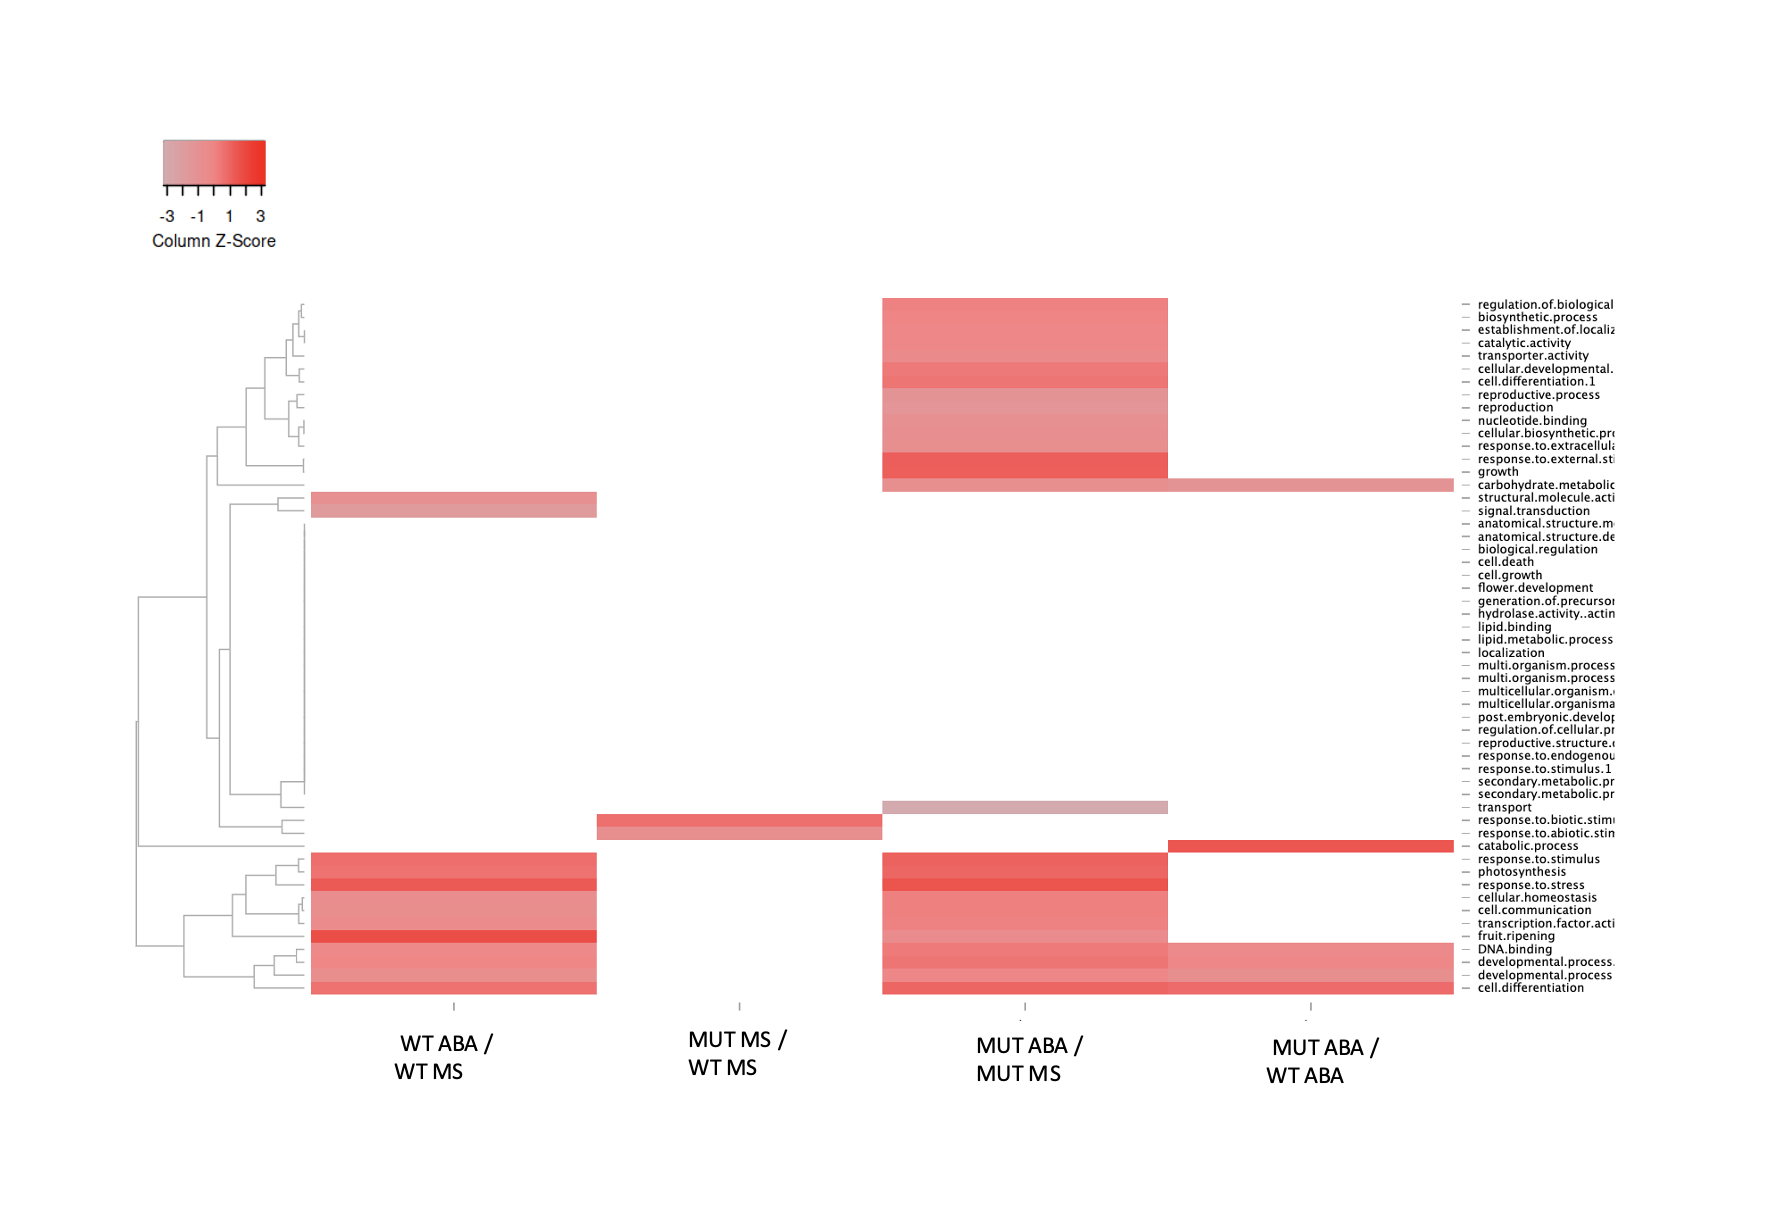 -3 -1 1 3
Column Z-Score
regulation.of.biological
biosynthetic.process
establishment.of.localiz
catalytic.activity
transporter.activity
cellular.developmental.
cell.differentiation.1
reproductive.process
reproduction
nucleotide.binding
cellular.biosynthetic.pro
response.to.extracellula
response.to.external.sti
growth
carbohydrate.metabolic
structural.molecule.acti
signal.transduction
anatomical.structure.m
anatomical.structure.de
biological.regulation
cell.death
cell.growth
flower.development
generation.of.precursor
hydrolase.activity..actin
lipid.binding
lipid.metabolic.process
localization
multi.organism.process
multi.organism.process
multicellular.organism.
multicellular.organisma
post.embryonic.develop
regulation.of.cellular.pr
reproductive.structure.
response.to.endogenou
response.to.stimulus.1
secondary.metabolic.pr
secondary.metabolic.pr
transport
response.to.biotic.stim
response.to.abiotic.stin
catabolic.process
response.to.stimulus
photosynthesis
response.to.stress
cellular.homeostasis
cell.communication
transcription.factor.acti
fruit.ripening
DNA.binding
developmental.process.
developmental.process
cell.differentiation
WT ABA /
WT MS
MUT MS /
WT MS
MUT ABA /
MUT MS
MUT ABA /
WT ABA